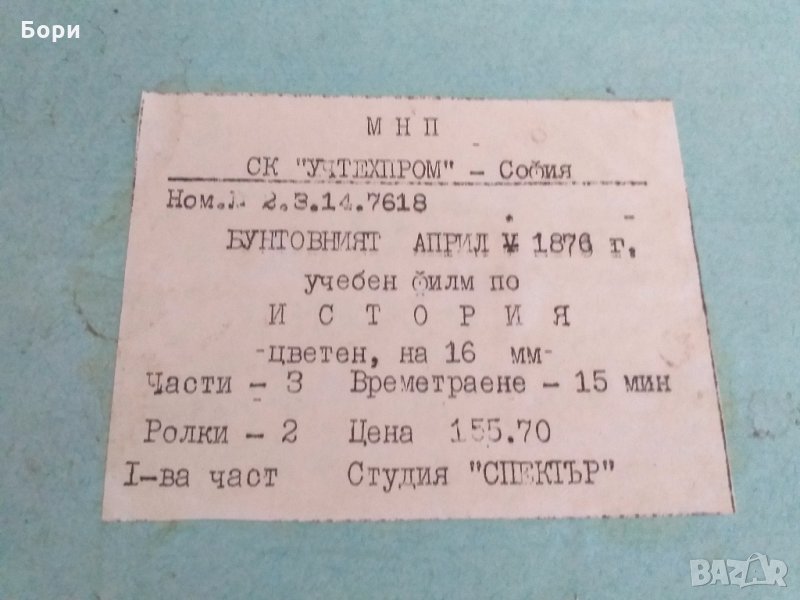 Бори
М Н П
СК "УЧТЕХПРОМ" - София
Ном.№ 2.3.14.7618
БУНТОВНИЯТ АПРИЛ 1876 г.
учебен филм по
И С Т О Р И Я
-цветен, на 16 мм-
Части - 3 Времетраене - 15 мин
Ролки - 2 Цена 155.70
I-ва част Студия "СПЕКТЪР"
BAZAR